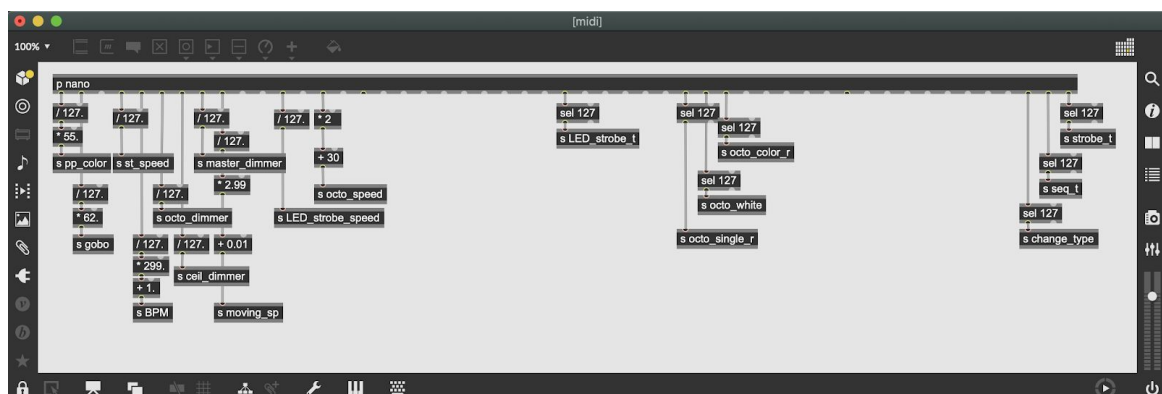 [midi]
100%
p nano
/ 127.
/ 127.
/ 127.
/ 127.
* 2
sel 127
sel 127
sel 127
* 55.
/ 127.
sel 127
s LED_strobe_t
s octo_color_r
s strobe_t
s pp_color
s st_speed
s master_dimmer
+ 30
sel 127
sel 127
/ 127.
/ 127.
* 2.99
s octo_speed
s octo_white
s seq_t
* 62.
s octo_dimmer
s LED_strobe_speed
sel 127
s gobo
/ 127.
/ 127.
+ 0.01
s octo_single_r
s change_type
* 299.
s ceil_dimmer
+ 1.
s BPM
s moving_sp